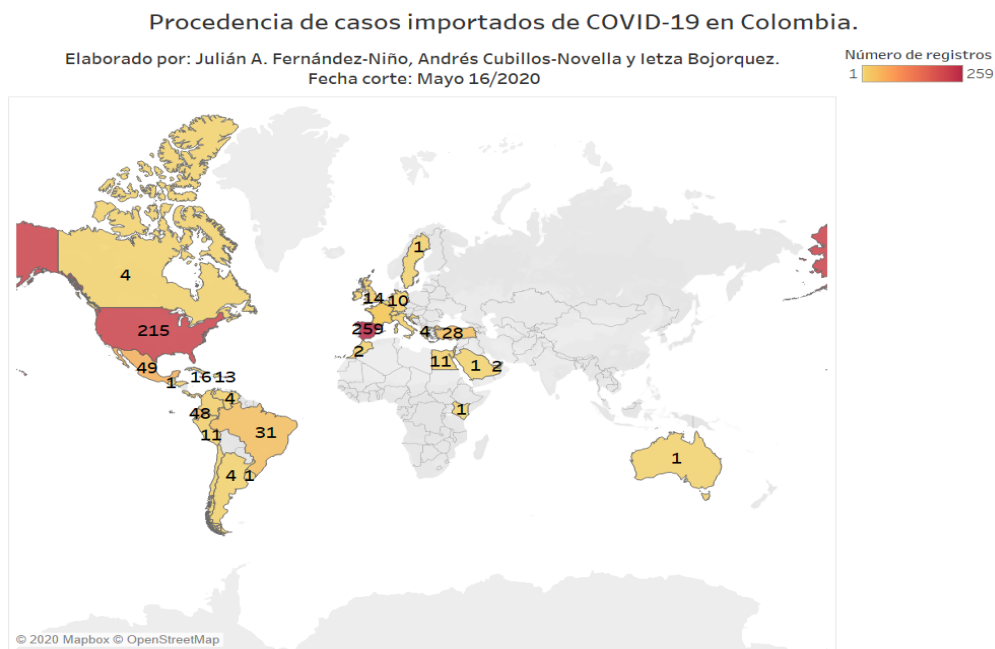 Procedencia de casos importados de COVID-19 en Colombia.
Elaborado por: Julián A. Fernández-Niño, Andrés Cubillos-Novella y Ietza Bojorquez.
Fecha corte: Mayo 16/2020
Número de registros
1 259
1
4
14 10
215
259 4 28
2
49
11 1 2
1 16 13
4
48 1
11 31
1
4 1
© 2020 Mapbox © OpenStreetMap